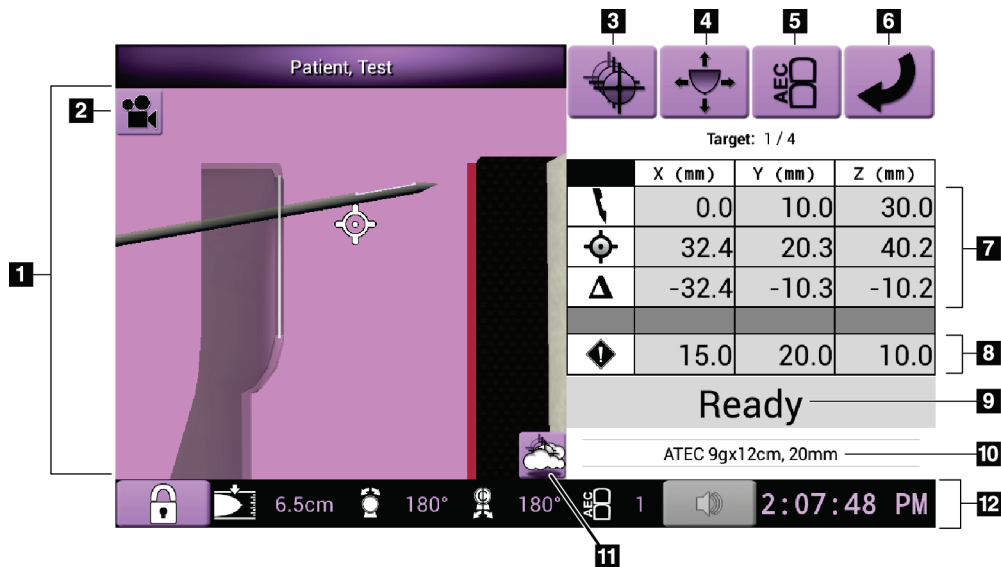 3 4 5 6
Patient, Test
AEC
1
2
Target: 1 / 4
X (mm) Y (mm) Z (mm)
0.0 10.0 30.0
32.4 20.3 40.2
7
Δ -32.4 -10.3 -10.2
! 15.0 20.0 10.0
8
Ready
9
ATEC 9gx12cm, 20mm
10
6.5cm 180° C 180° AEC 1 2:07:48 PM
12
11